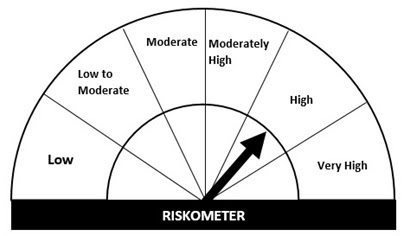 Low
Low to
Moderate
Moderate
Moderately
High
High
Very High
RISKOMETER